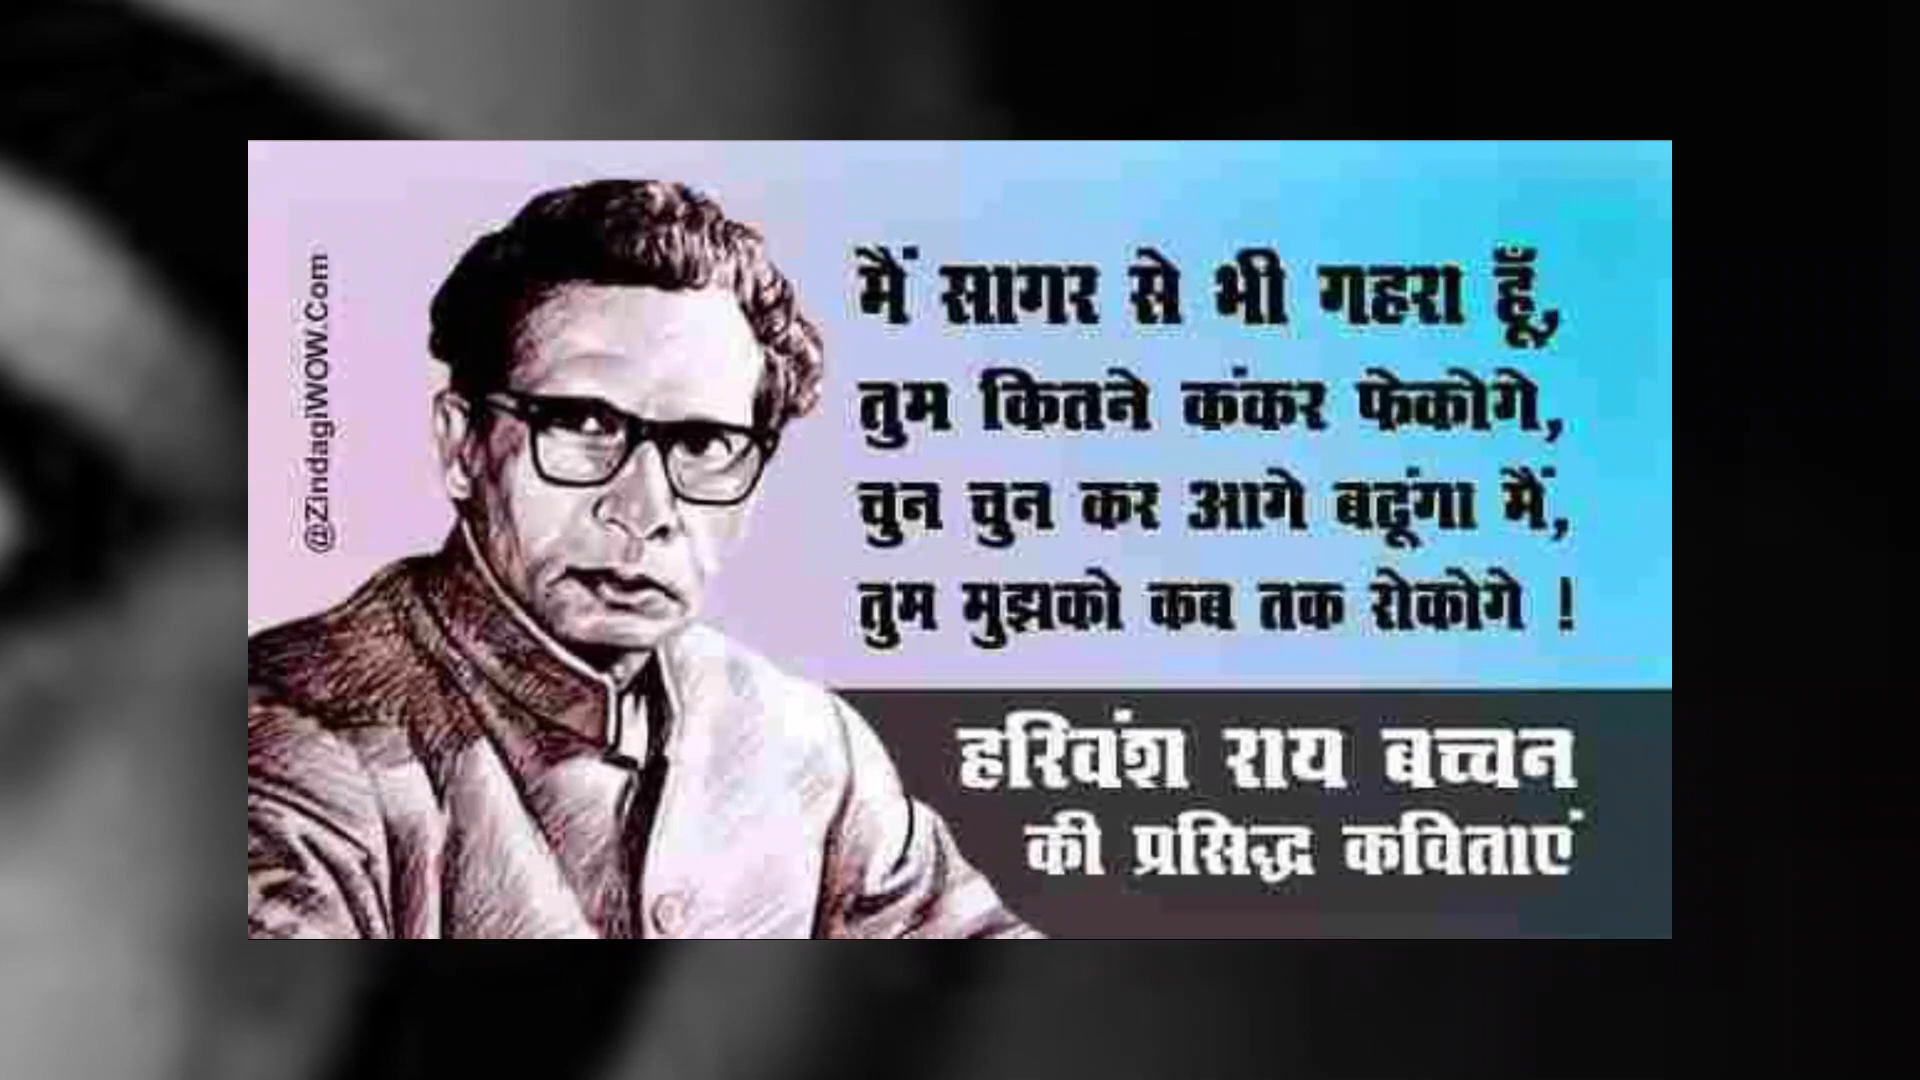 @ZindagiWOW.Com
मैं सागर से भी गहरा हूँ,
तुम कितने कंकर फेकोगे,
चुन चुन कर आगे बढूंगा मैं,
तुम मुझको कब तक रोकोगे !
हरिवंश राय बच्चन
की प्रसिद्ध कविताएं